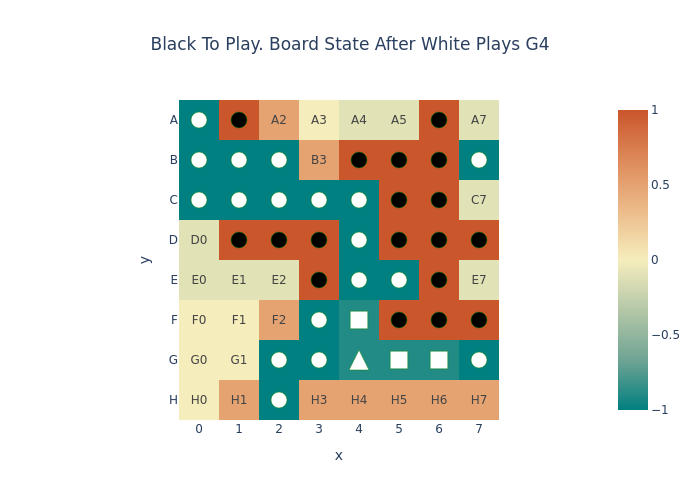 Black To Play. Board State After White Plays G4
A A2 A3 A4 A5 A7 1
B B3
C C7 0.5
D D0
E E0 E1 E2 E7 0
F F0 F1 F2
G G0 G1 −0.5
H H0 H1 H3 H4 H5 H6 H7 −1
0 1 2 3 4 5 6 7
x
y